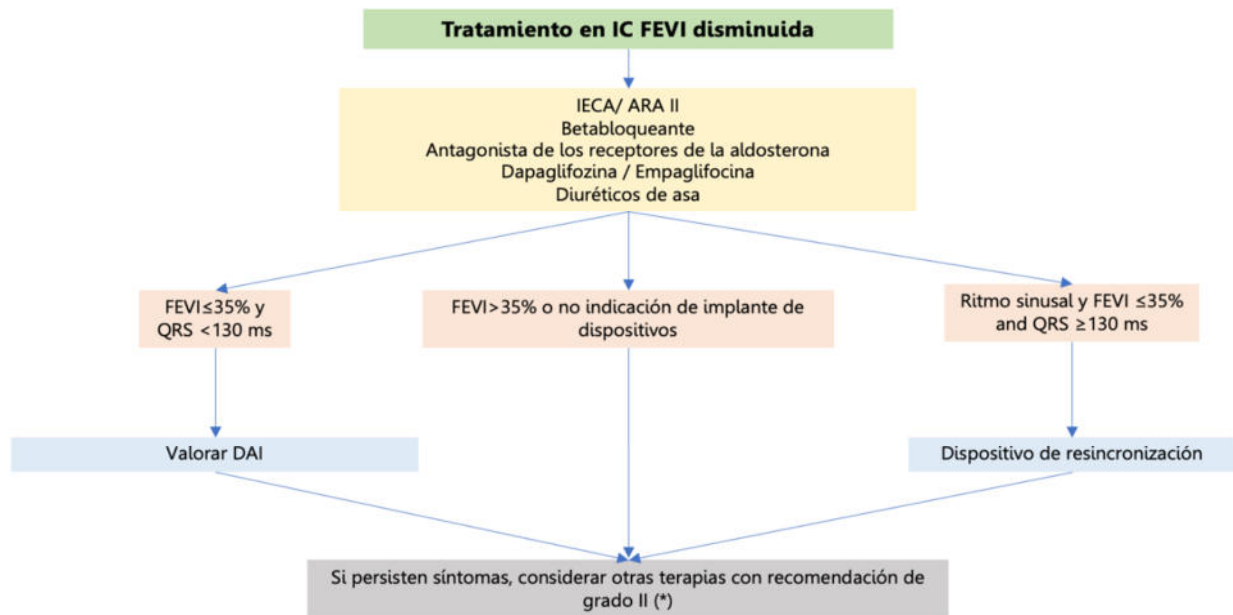 Tratamiento en IC FEVI disminuida
IECA/ ARA II
Betabloqueante
Antagonista de los receptores de la aldosterona
Dapaglifozina / Empaglifocina
Diuréticos de asa
FEVI≤35% y
QRS <130 ms
FEVI>35% o no indicación de implante de
dispositivos
Ritmo sinusal y FEVI ≤35%
and QRS ≥130 ms
Valorar DAI
Dispositivo de resincronización
Si persisten síntomas, considerar otras terapias con recomendación de
grado II (*)